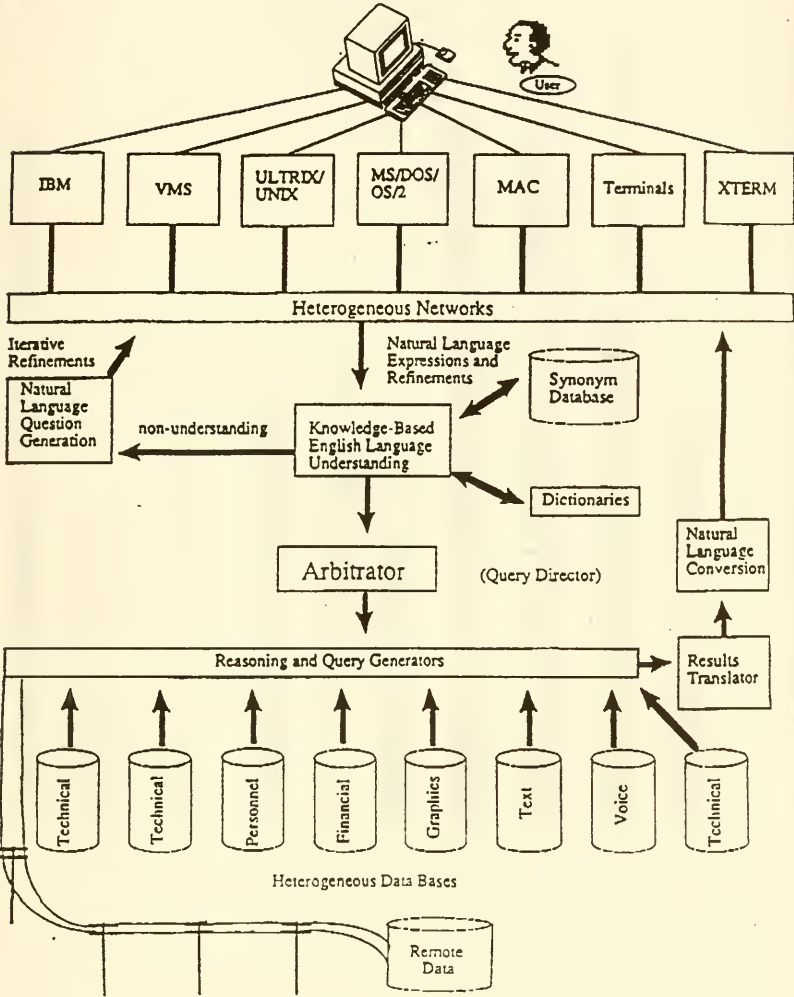 User
IBM
VMS
ULTRIX/
UNIX
MS/DOS/
OS/2
MAC
Terminals
XTERM
Heterogeneous Networks
Iterative
Refinements
Natural Language
Expressions and
Refinements
Synonym
Database
Natural
Language
Question
Generation
non-understanding
Knowledge-Based
English Language
Understanding
Dictionaries
Natural
Language
Conversion
Arbitrator
(Query Director)
Reasoning and Query Generators
Results
Translator
Technical
Technical
Personnel
Financial
Graphics
Text
Voice
Technical
Heterogeneous Data Bases
Remote
Data